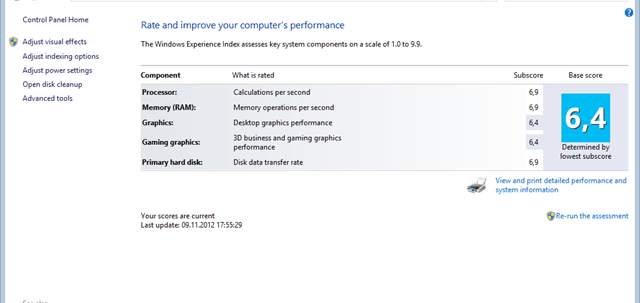 Control Panel Home
Adjust visual effects
Adjust indexing options
Adjust power settings
Open disk cleanup
Advanced tools
Rate and improve your computer's performance
The Windows Experience Index assesses key system components on a scale of 1.0 to 9.9.
Component What is rated Subscore Base score
Processor: Calculations per second 6,9
Memory (RAM): Memory operations per second 6,9
Graphics: Desktop graphics performance 6,4
Gaming graphics: 3D business and gaming graphics performance 6,4
Primary hard disk: Disk data transfer rate 6,9
6,4
Determined by
lowest subscore
View and print detailed performance and
system information
Your scores are current
Last update: 09.11.2012 17:55:29
Re-run the assessment